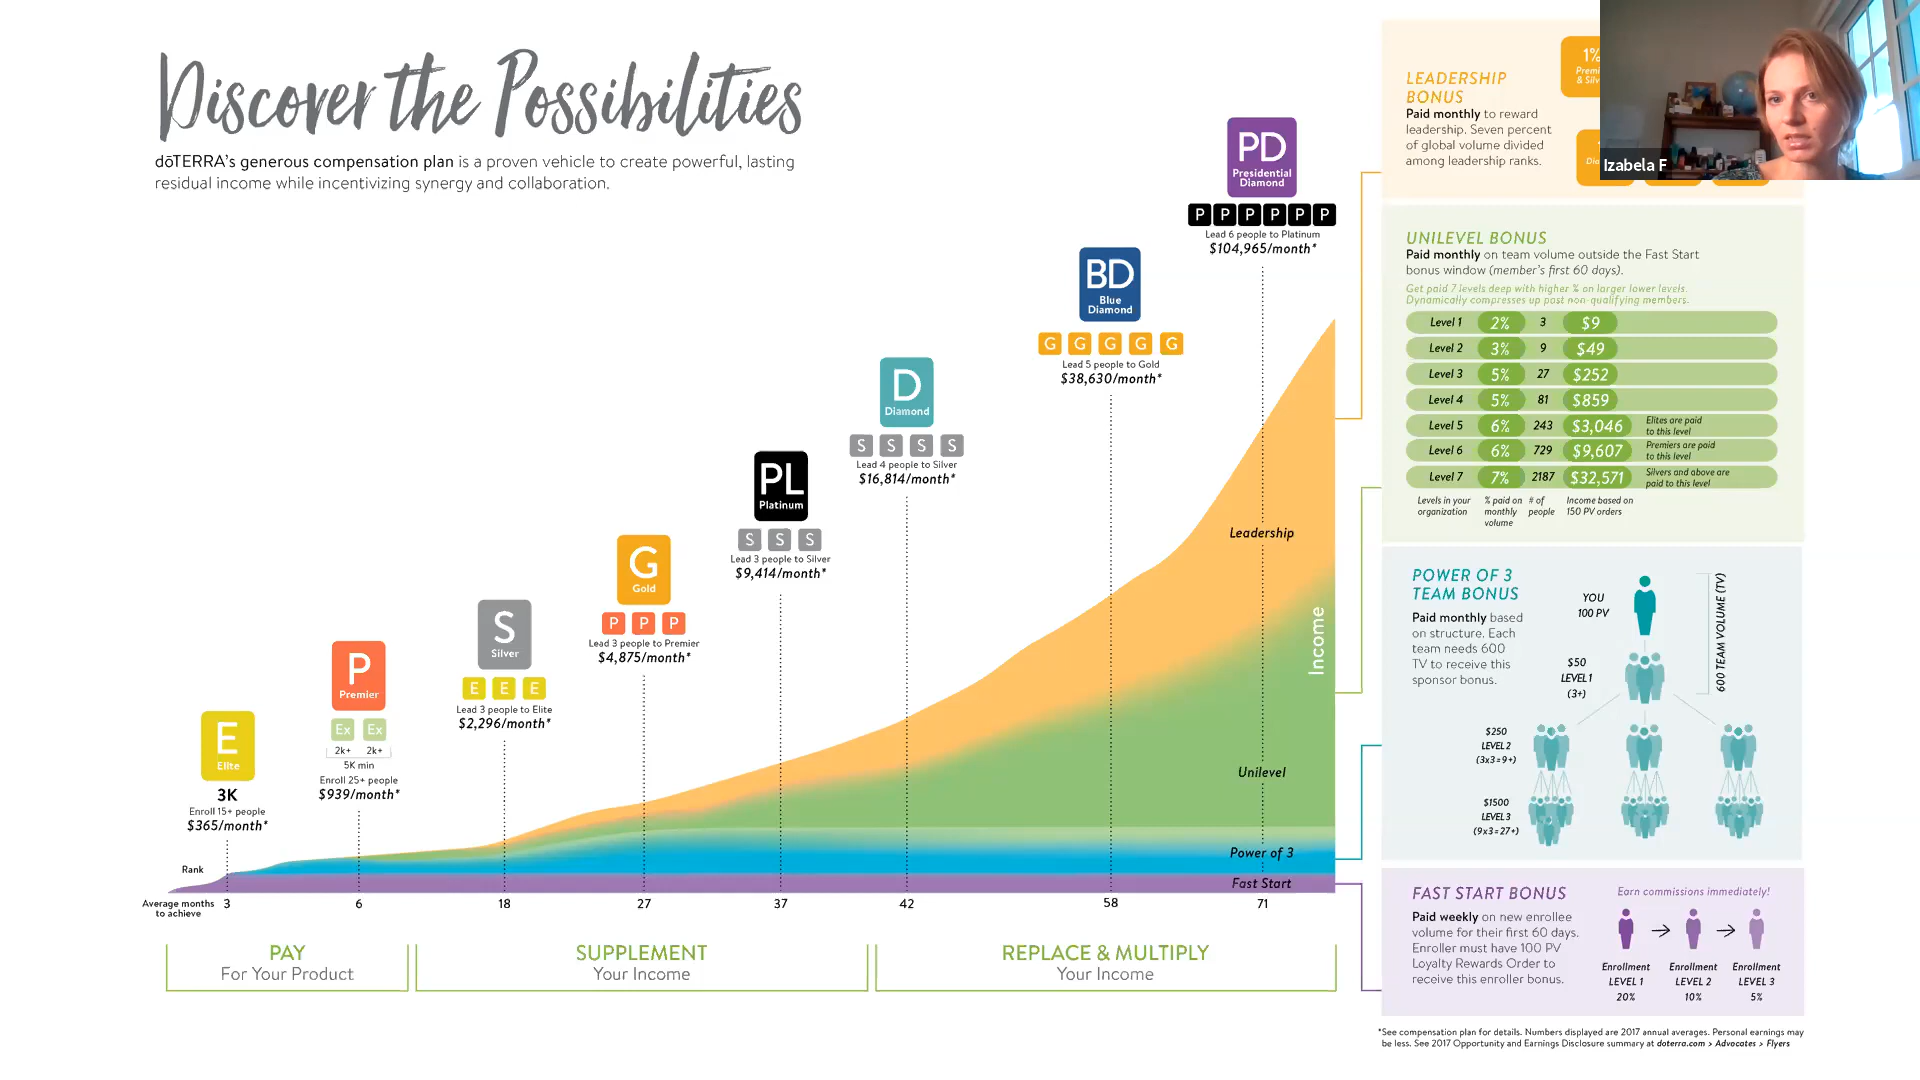 Discover the Possibilities
dōTERRA's generous compensation plan is a proven vehicle to create powerful, lasting
residual income while incentivizing synergy and collaboration.
E
Elite
3K
Enroll 15+ people
$365/month*
P
Premier
Ex Ex
2k+ 2k+
5K min
Enroll 25+ people
$939/month*
S
Silver
E E E
Lead 3 people to Elite
$2,296/month*
G
Gold
P P P
Lead 3 people to Premier
$4,875/month*
PL
Platinum
S S S
Lead 3 people to Silver
$9,414/month*
D
Diamond
S S S S
Lead 4 people to Silver
$16,814/month*
BD
Blue
Diamond
G G G G G
Lead 5 people to Gold
$38,630/month*
PD
Presidential
Diamond
P P P P P P
Lead 6 people to Platinum
$104,965/month*
Leadership
Income
Unilevel
Power of 3
Fast Start
Rank
Average months
to achieve
3 6 18 27 37 42 58 71
PAY
For Your Product
SUPPLEMENT
Your Income
REPLACE & MULTIPLY
Your Income
LEADERSHIP
BONUS
Paid monthly to reward
leadership. Seven percent
of global volume divided
among leadership ranks.
1%
Izabela F
UNILEVEL BONUS
Paid monthly on team volume outside the Fast Start
bonus window (member's first 60 days).
Get paid 7 levels deep with higher % on larger lower levels.
Dynamically compresses up past non-qualifying members.
Level 1 2% 3 $9
Level 2 3% 9 $49
Level 3 5% 27 $252
Level 4 5% 81 $859
Level 5 6% 243 $3,046 Elites are paid
to this level
Level 6 6% 729 $9,607 Premiers are paid
to this level
Level 7 7% 2187 $32,571 Silvers and above are
paid to this level
Levels in your
organization
% paid on
monthly
volume
# of
people
Income based on
150 PV orders
POWER OF 3
TEAM BONUS
Paid monthly based
on structure. Each
team needs 600
TV to receive this
sponsor bonus.
YOU
100 PV
$50
LEVEL 1
(3+)
600 TEAM VOLUME (TV)
$250
LEVEL 2
(3x3=9+)
$1500
LEVEL 3
(9x3=27+)
FAST START BONUS
Paid weekly on new enrollee
volume for their first 60 days.
Enroller must have 100 PV
Loyalty Rewards Order to
receive this enroller bonus.
Earn commissions immediately!
Enrollment
LEVEL 1
20%
Enrollment
LEVEL 2
10%
Enrollment
LEVEL 3
5%
*See compensation plan for details. Numbers displayed are 2017 annual averages. Personal earnings may
be less. See 2017 Opportunity and Earnings Disclosure summary at doterra.com > Advocates > Flyers